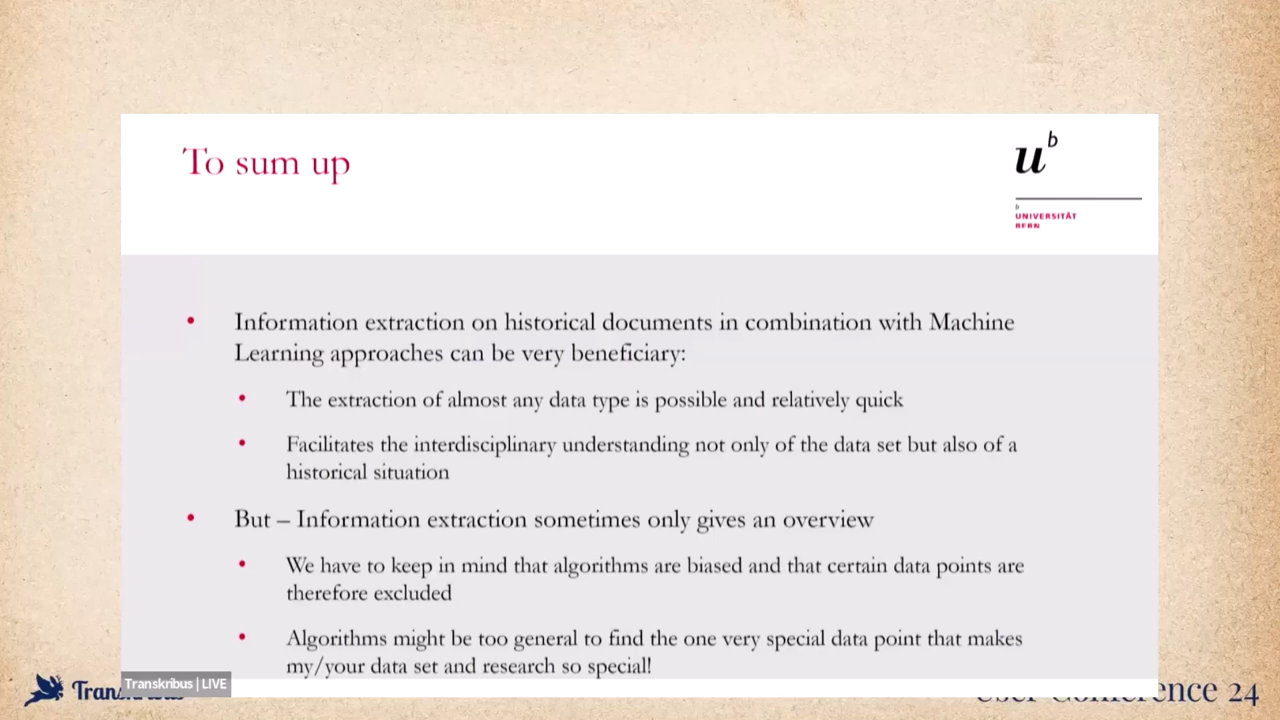 To sum up
u b
b
UNIVERSITÄT
BERN
• Information extraction on historical documents in combination with Machine
Learning approaches can be very beneficiary:
• The extraction of almost any data type is possible and relatively quick
• Facilitates the interdisciplinary understanding not only of the data set but also of a
historical situation
• But – Information extraction sometimes only gives an overview
• We have to keep in mind that algorithms are biased and that certain data points are
therefore excluded
• Algorithms might be too general to find the one very special data point that makes
my/your data set and research so special!
Transkribus | LIVE
Transkribus
User Conference 24